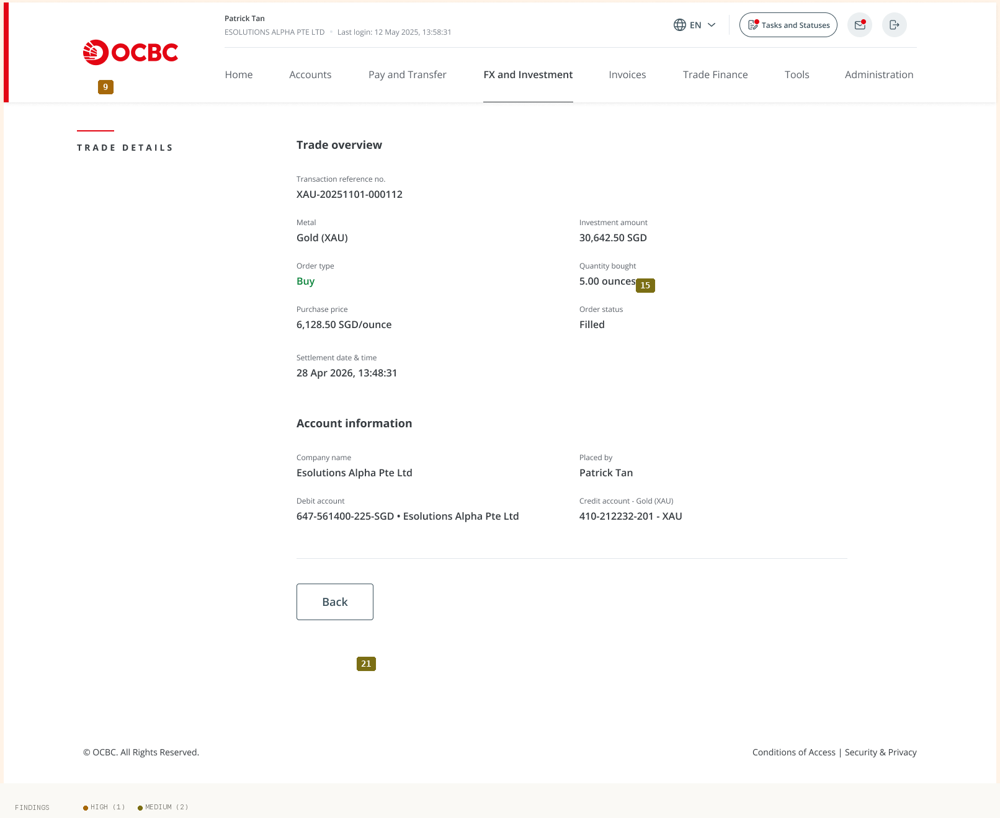 Patrick Tan
ESOLUTIONS ALPHA PTE LTD • Last login: 12 May 2025, 13:58:31
EN
Tasks and Statuses
OCBC
Home Accounts Pay and Transfer FX and Investment Invoices Trade Finance Tools Administration
9
TRADE DETAILS
Trade overview
Transaction reference no.
XAU-20251101-000112
Metal
Gold (XAU)
Investment amount
30,642.50 SGD
Order type
Buy
Quantity bought
5.00 ounces
15
Purchase price
6,128.50 SGD/ounce
Order status
Filled
Settlement date & time
28 Apr 2026, 13:48:31
Account information
Company name
Esolutions Alpha Pte Ltd
Placed by
Patrick Tan
Debit account
647-561400-225-SGD • Esolutions Alpha Pte Ltd
Credit account - Gold (XAU)
410-212232-201 - XAU
Back
21
© OCBC. All Rights Reserved.
Conditions of Access | Security & Privacy
FINDINGS HIGH (1) MEDIUM (2)